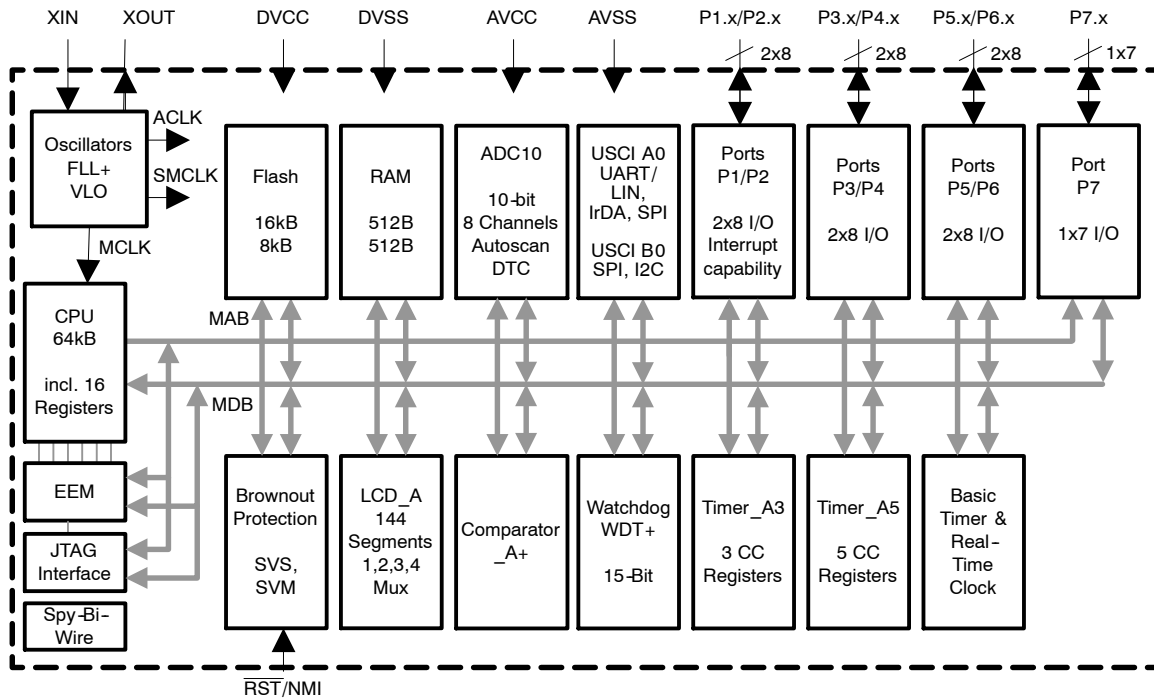 XIN
XOUT
DVCC
DVSS
AVCC
AVSS
P1.x/P2.x
P3.x/P4.x
P5.x/P6.x
P7.x
2x8
2x8
2x8
1x7
Oscillators
FLL+
VLO
ACLK
SMCLK
MCLK
Flash
16kB
8kB
RAM
512B
512B
ADC10
10-bit
8 Channels
Autoscan
DTC
USCI A0
UART/
LIN,
IrDA, SPI
USCI B0
SPI, I2C
Ports
P1/P2
2x8 I/O
Interrupt
capability
Ports
P3/P4
2x8 I/O
Ports
P5/P6
2x8 I/O
Port
P7
1x7 I/O
CPU
64kB
incl. 16
Registers
MAB
MDB
EEM
JTAG
Interface
Spy-Bi-
Wire
Brownout
Protection
SVS,
SVM
LCD_A
144
Segments
1,2,3,4
Mux
Comparator
_A+
Watchdog
WDT+
15-Bit
Timer_A3
3 CC
Registers
Timer_A5
5 CC
Registers
Basic
Timer &
Real-
Time
Clock
RST/NMI